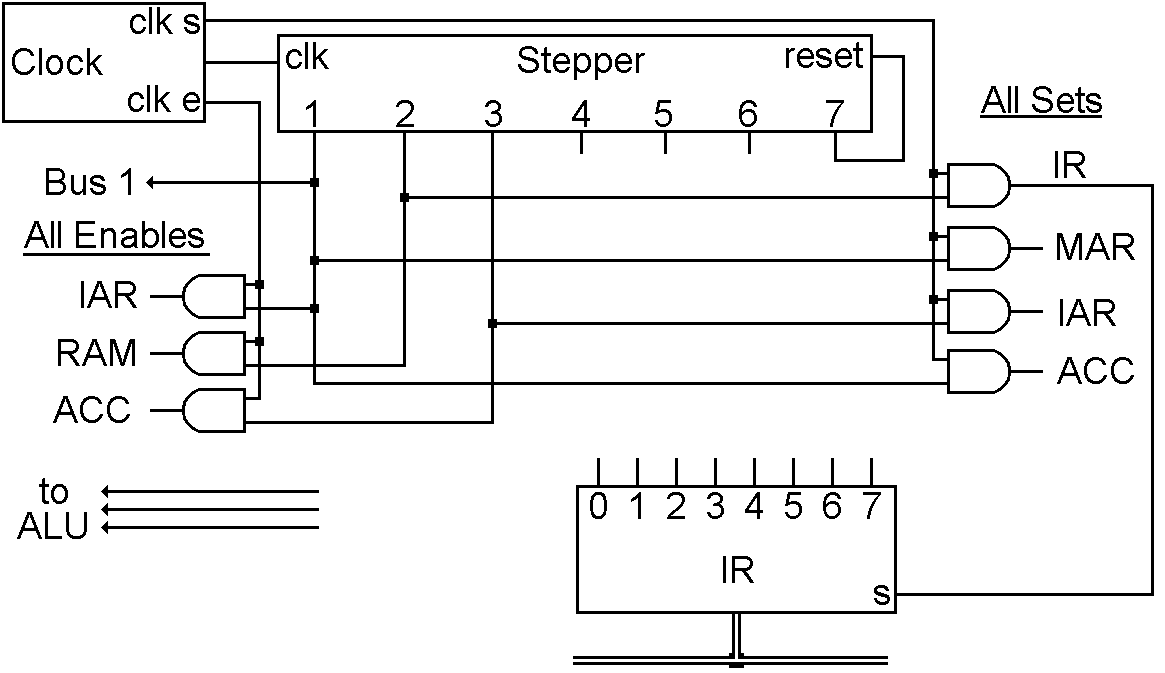 clk s
Clock
clk e
clk
Stepper
reset
1 2 3 4 5 6 7
All Sets
Bus 1
All Enables
IAR
RAM
ACC
IR
MAR
IAR
ACC
to
ALU
0 1 2 3 4 5 6 7
IR
s